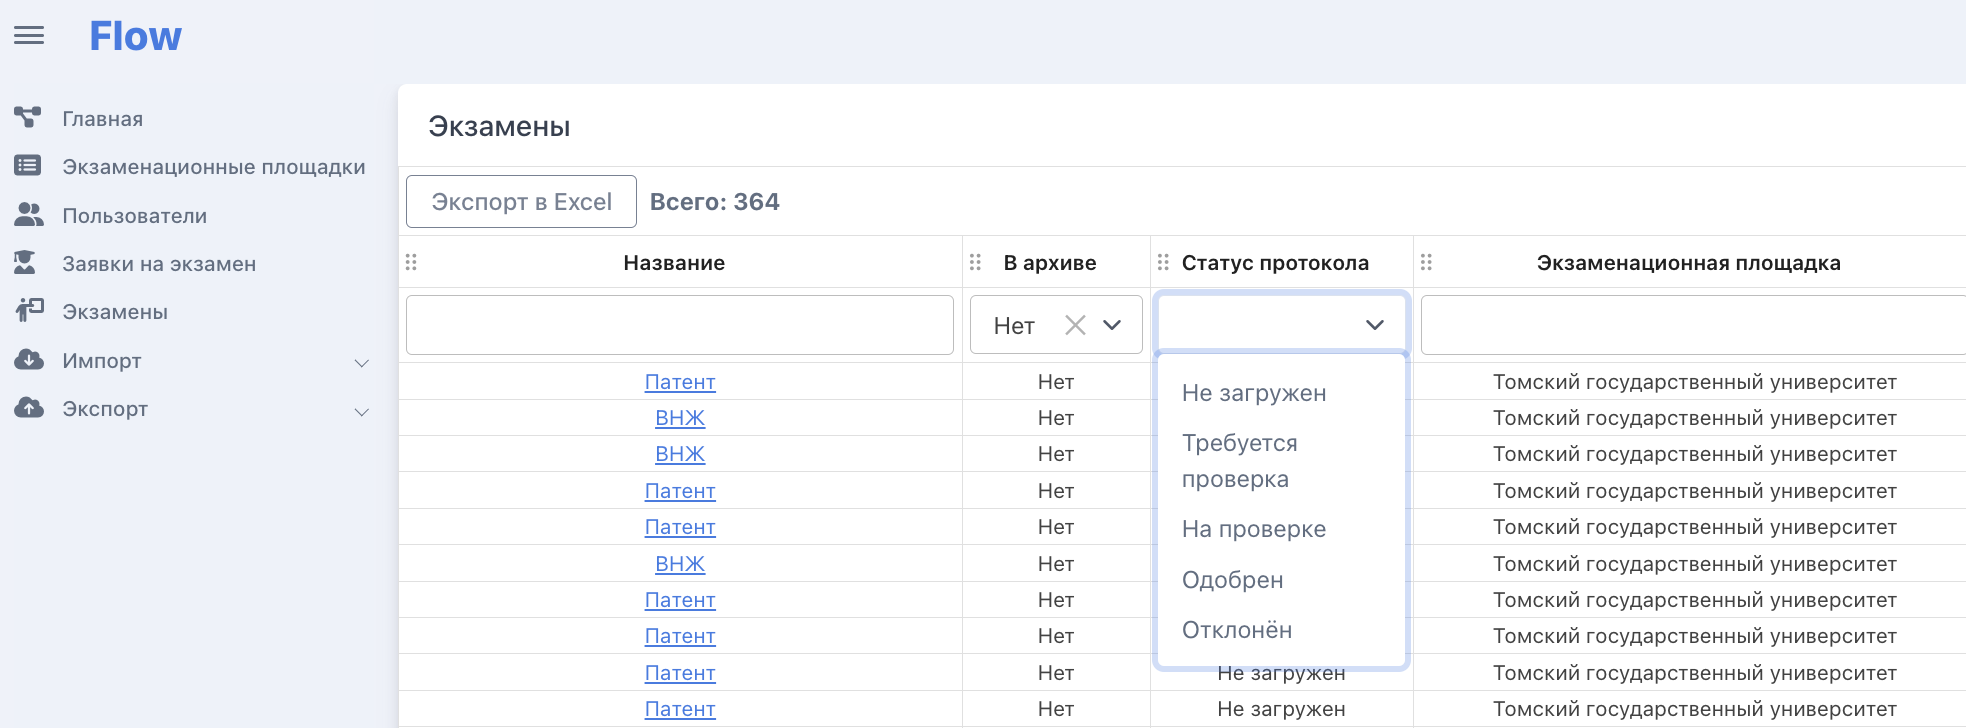 Flow
Главная
Экзаменационные площадки
Пользователи
Заявки на экзамен
Экзамены
Импорт
Экспорт
Экзамены
Экспорт в Excel Всего: 364
Название В архиве Статус протокола Экзаменационная площадка
Нет
Не загружен
Требуется
проверка
На проверке
Одобрен
Отклонён
Патент Нет Томский государственный университет
ВНЖ Нет Томский государственный университет
ВНЖ Нет Томский государственный университет
Патент Нет Томский государственный университет
Патент Нет Томский государственный университет
ВНЖ Нет Томский государственный университет
Патент Нет Томский государственный университет
Патент Нет Томский государственный университет
Патент Нет Не загружен Томский государственный университет
Патент Нет Не загружен Томский государственный университет